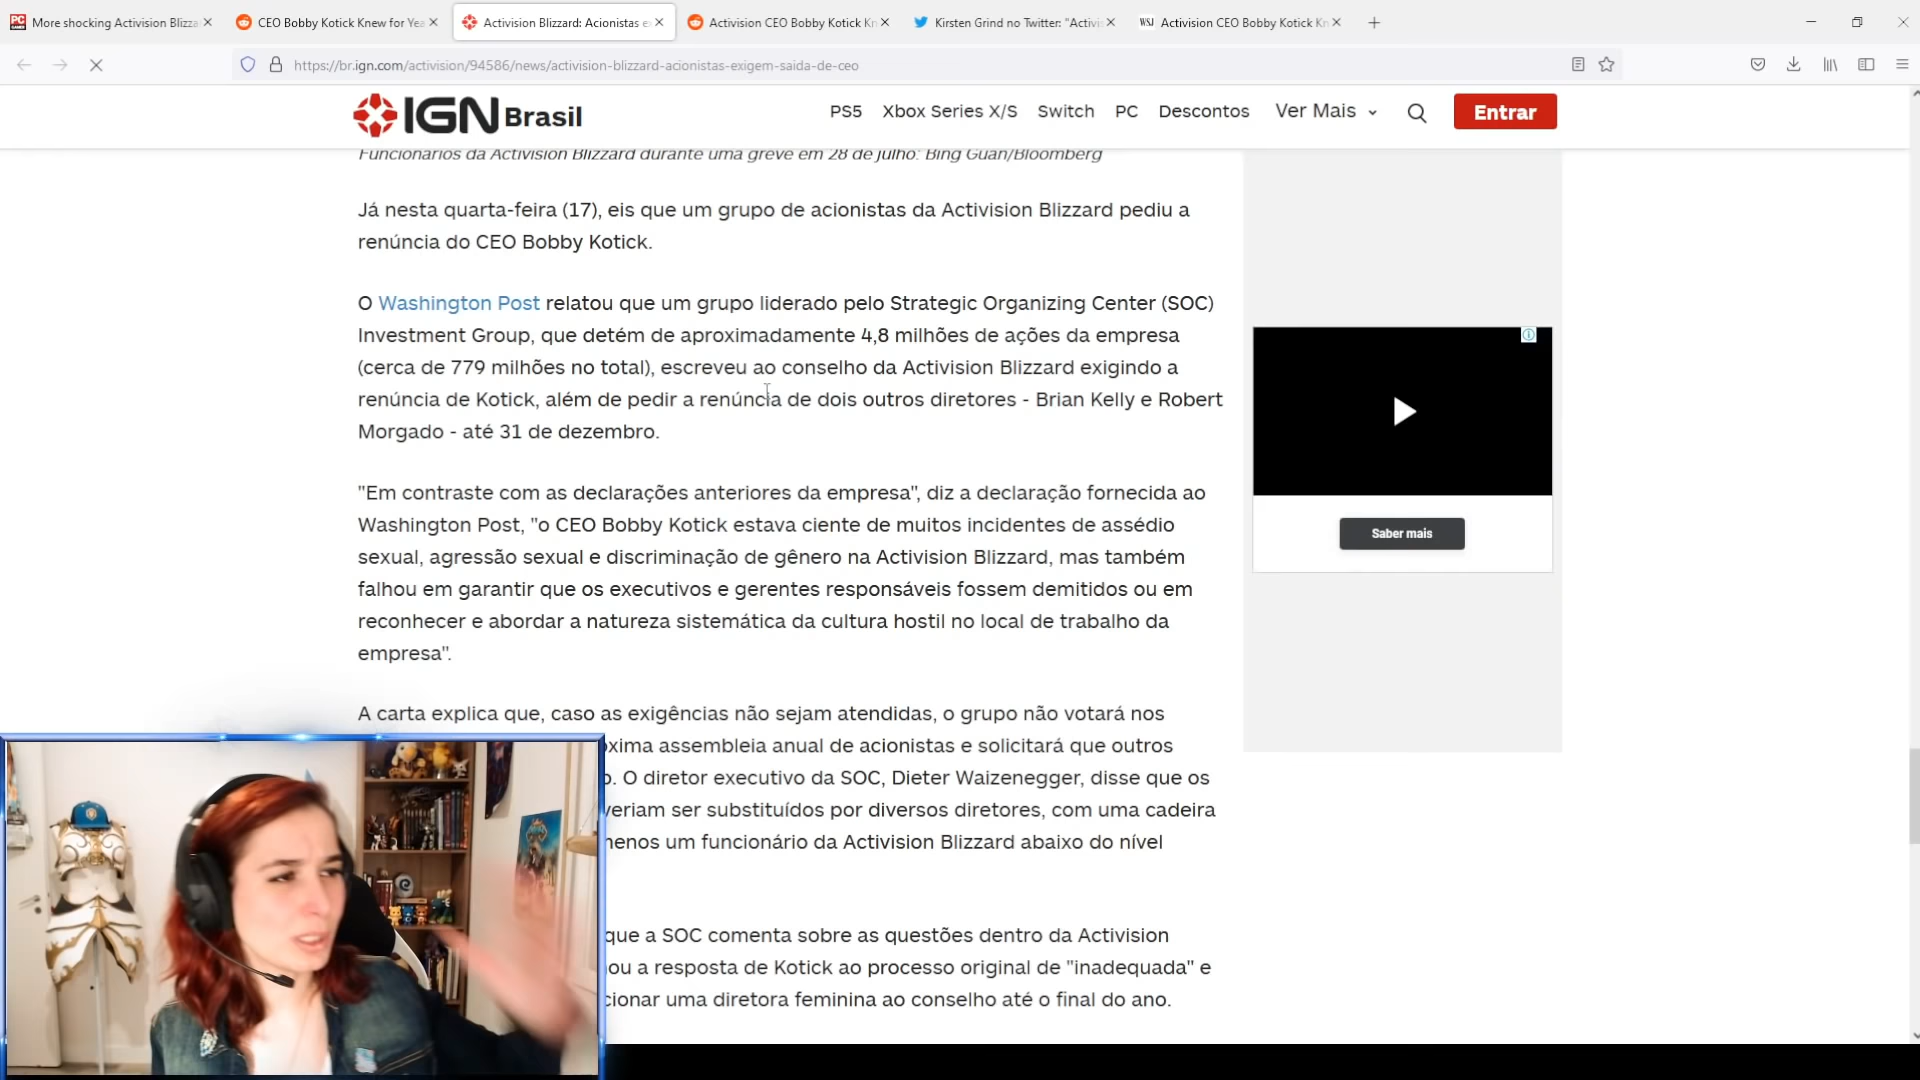 More shocking Activision Blizza
CEO Bobby Kotick Knew for Yea
Activision Blizzard: Acionistas e
Activision CEO Bobby Kotick Kn
Kirsten Grind no Twitter: "Activis
WSJ Activision CEO Bobby Kotick Kn
https://br.ign.com/activision/94586/news/activision-blizzard-acionistas-exigem-saida-de-ceo
IGN Brasil
PS5 Xbox Series X/S Switch PC Descontos Ver Mais Entrar
Funcionários da Activision Blizzard durante uma greve em 28 de julho. Bing Guan/Bloomberg
Já nesta quarta-feira (17), eis que um grupo de acionistas da Activision Blizzard pediu a
renúncia do CEO Bobby Kotick.
O Washington Post relatou que um grupo liderado pelo Strategic Organizing Center (SOC)
Investment Group, que detém de aproximadamente 4,8 milhões de ações da empresa
(cerca de 779 milhões no total), escreveu ao conselho da Activision Blizzard exigindo a
renúncia de Kotick, além de pedir a renúncia de dois outros diretores - Brian Kelly e Robert
Morgado - até 31 de dezembro.
"Em contraste com as declarações anteriores da empresa", diz a declaração fornecida ao
Washington Post, "o CEO Bobby Kotick estava ciente de muitos incidentes de assédio
sexual, agressão sexual e discriminação de gênero na Activision Blizzard, mas também
falhou em garantir que os executivos e gerentes responsáveis fossem demitidos ou em
reconhecer e abordar a natureza sistemática da cultura hostil no local de trabalho da
empresa".
A carta explica que, caso as exigências não sejam atendidas, o grupo não votará nos
xima assembleia anual de acionistas e solicitará que outros
. O diretor executivo da SOC, Dieter Waizenegger, disse que os
veriam ser substituídos por diversos diretores, com uma cadeira
enos um funcionário da Activision Blizzard abaixo do nível
que a SOC comenta sobre as questões dentro da Activision
ou a resposta de Kotick ao processo original de "inadequada" e
cionar uma diretora feminina ao conselho até o final do ano.
Saber mais